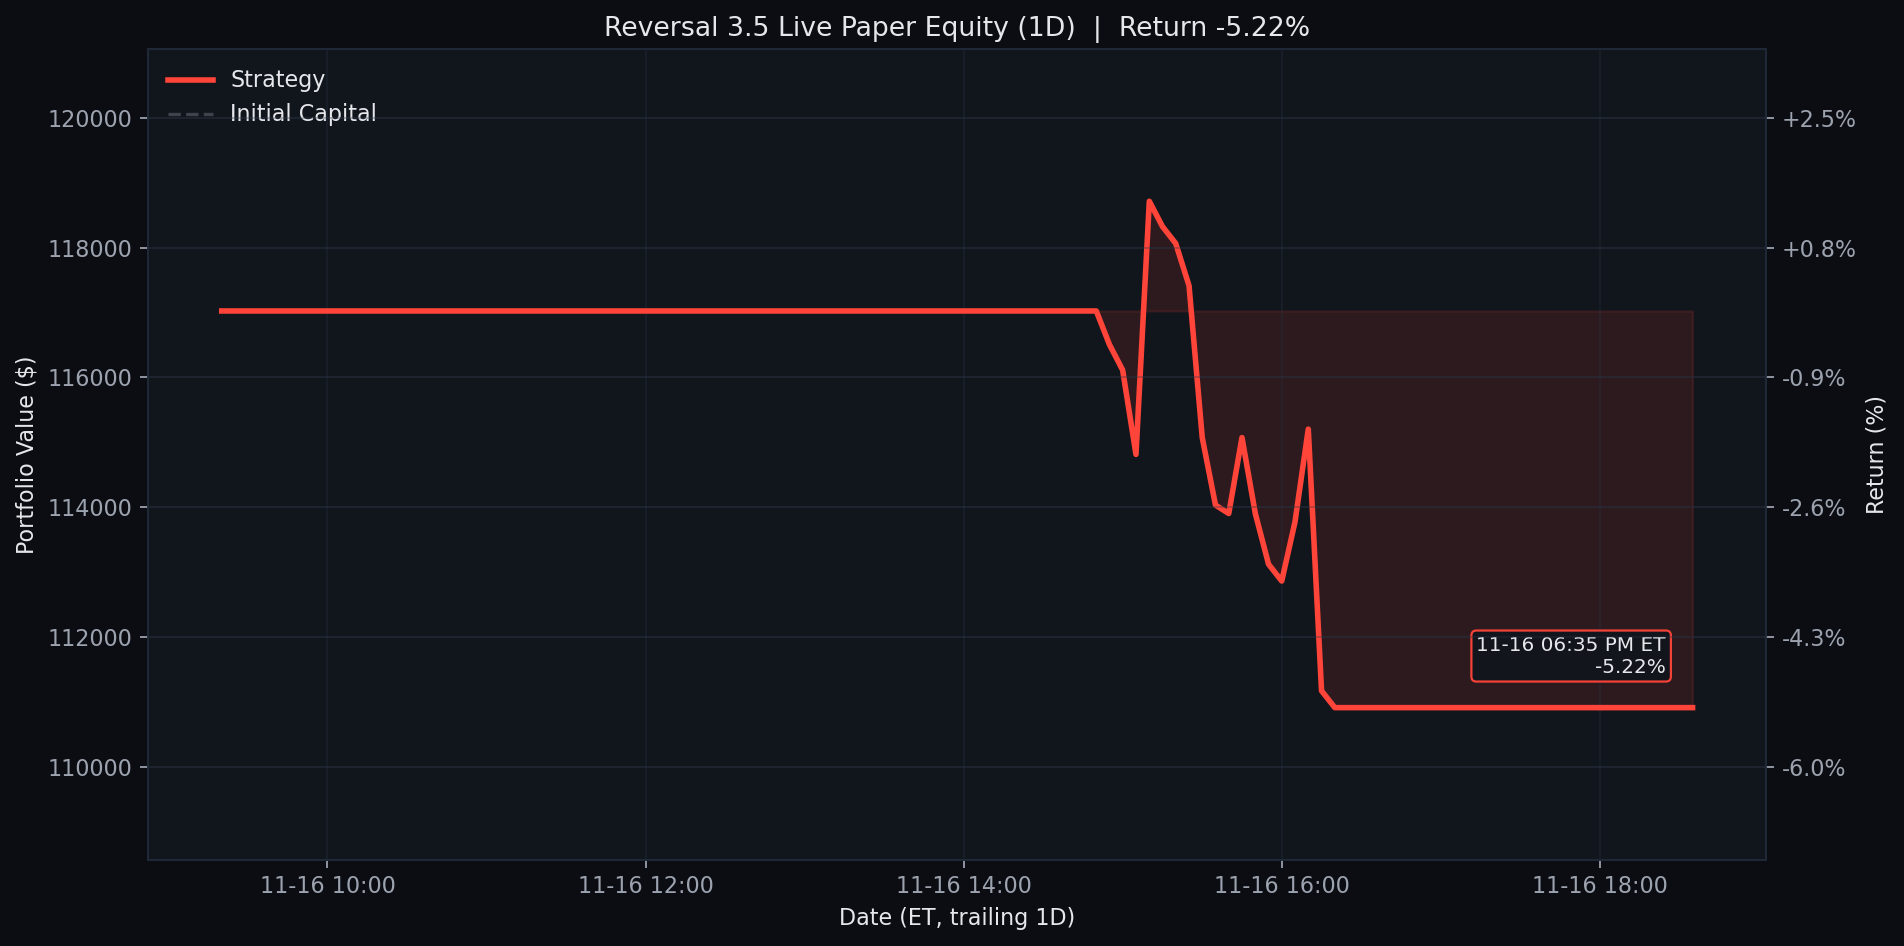 Reversal 3.5 Live Paper Equity (1D) | Return -5.22%
Strategy
Initial Capital
Portfolio Value ($)
120000
118000
116000
114000
112000
110000
+2.5%
+0.8%
-0.9%
-2.6%
-4.3%
-6.0%
Return (%)
11-16 06:35 PM ET
-5.22%
11-16 10:00
11-16 12:00
11-16 14:00
11-16 16:00
11-16 18:00
Date (ET, trailing 1D)